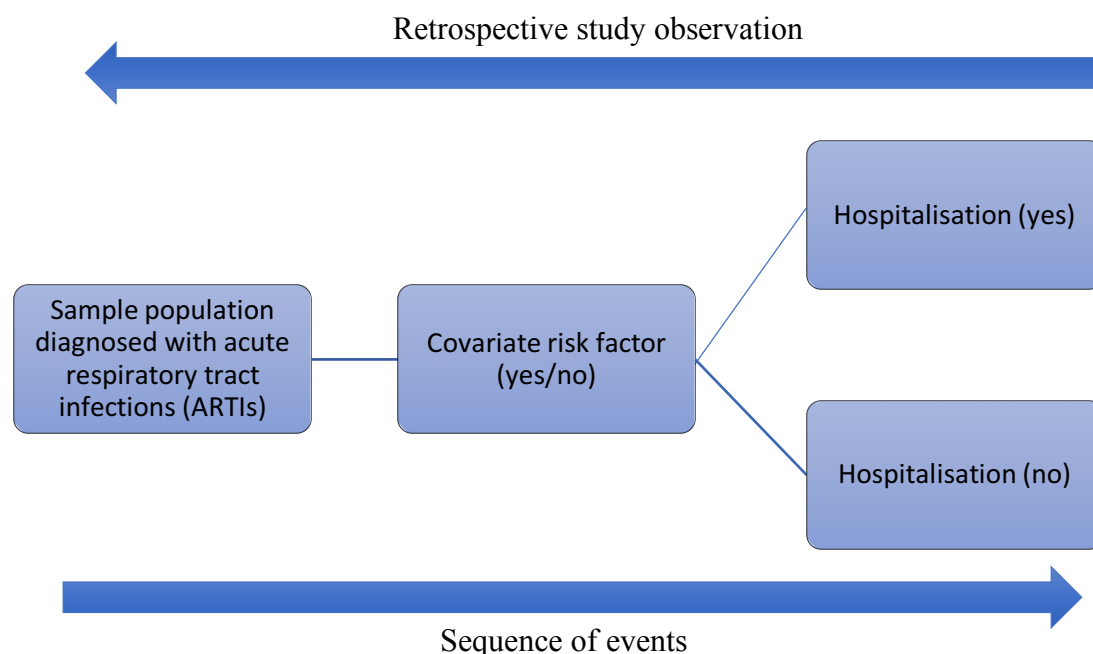 Retrospective study observation
Hospitalisation (yes)
Sample population
diagnosed with acute
respiratory tract
infections (ARTIs)
Covariate risk factor
(yes/no)
Hospitalisation (no)
Sequence of events